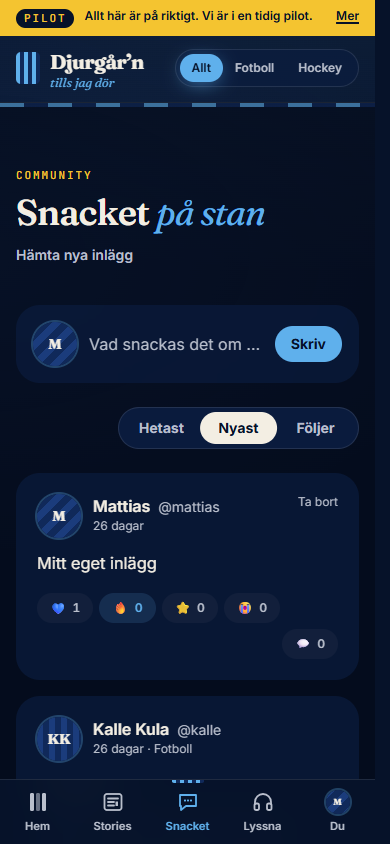 PILOT Allt här är på riktigt. Vi är i en tidig pilot. Mer
Djurgår'n
tills jag dör
Allt Fotboll Hockey
COMMUNITY
Snacket på stan
Hämta nya inlägg
M Vad snackas det om ... Skriv
Hetast Nyast Följer
M Mattias @mattias Ta bort
26 dagar
Mitt eget inlägg
1 0 0 0
0
KK Kalle Kula @kalle
26 dagar · Fotboll
M
Hem Stories Snacket Lyssna Du